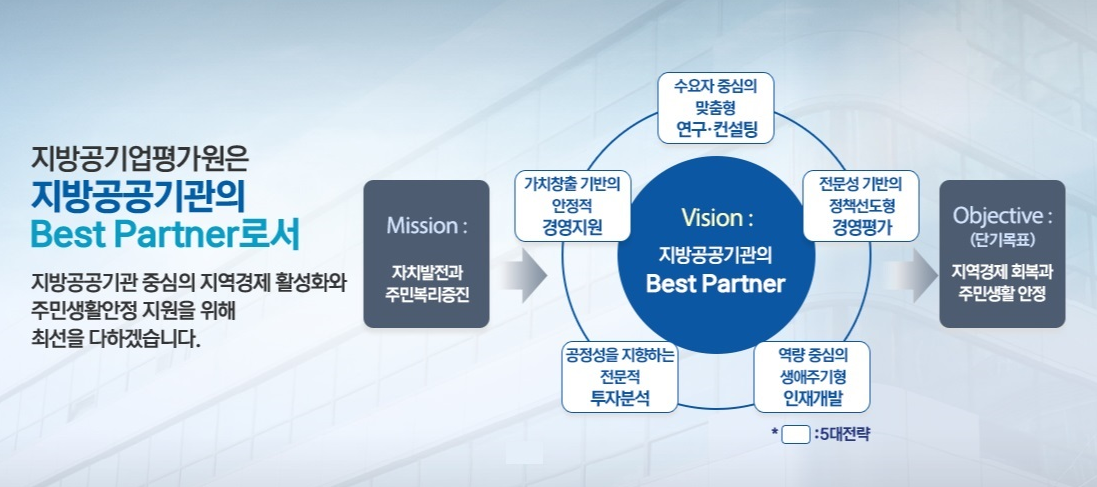 지방공기업평가원은
지방공공기관의
Best Partner로서
지방공공기관 중심의 지역경제 활성화와
주민생활안정 지원을 위해
최선을 다하겠습니다.
Mission :
자치발전과
주민복리증진
수요자 중심의
맞춤형
연구·컨설팅
가치창출 기반의
안정적
경영지원
전문성 기반의
정책선도형
경영평가
Vision :
지방공공기관의
Best Partner
공정성을 지향하는
전문적
투자분석
역량 중심의
생애주기형
인재개발
* :5대전략
Objective :
(단기목표)
지역경제 회복과
주민생활 안정